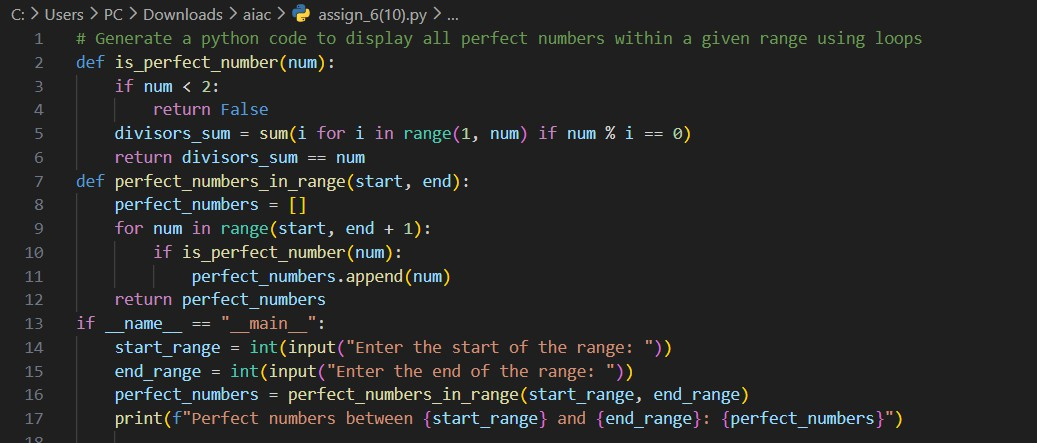 C: > Users > PC > Downloads > aiac > assign_6(10).py > ...
1 # Generate a python code to display all perfect numbers within a given range using loops
2 def is_perfect_number(num):
3     if num < 2:
4         return False
5     divisors_sum = sum(i for i in range(1, num) if num % i == 0)
6     return divisors_sum == num
7 def perfect_numbers_in_range(start, end):
8     perfect_numbers = []
9     for num in range(start, end + 1):
10         if is_perfect_number(num):
11             perfect_numbers.append(num)
12     return perfect_numbers
13 if __name__ == "__main__":
14     start_range = int(input("Enter the start of the range: "))
15     end_range = int(input("Enter the end of the range: "))
16     perfect_numbers = perfect_numbers_in_range(start_range, end_range)
17     print(f"Perfect numbers between {start_range} and {end_range}: {perfect_numbers}")
18